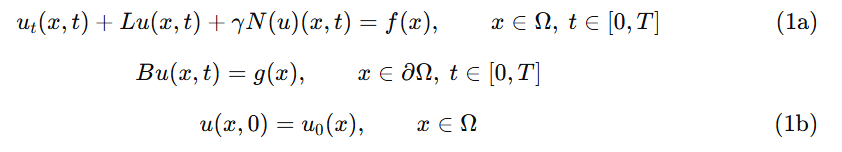 u_t(x, t) + Lu(x, t) + γN(u)(x, t) = f(x), x ∈ Ω, t ∈ [0, T] (1a)
Bu(x, t) = g(x), x ∈ ∂Ω, t ∈ [0, T]
u(x, 0) = u_0(x), x ∈ Ω (1b)